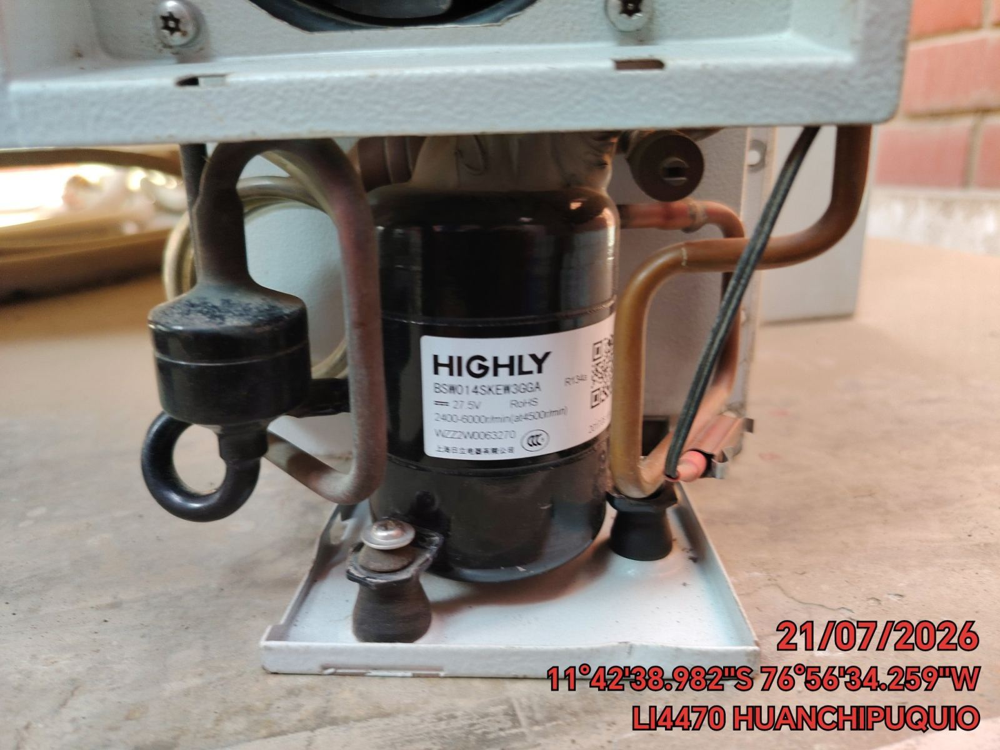 HIGHLY
BSW014SKEW3GGA
R134a
27.5V RoHS
2400-6000r/min(at4500r/min)
WZZ2W0063270
CCC
上海日立电器有限公司
21/07/2026
11°42'38.982"S 76°56'34.259"W
LI4470 HUANCHIPUQUIO